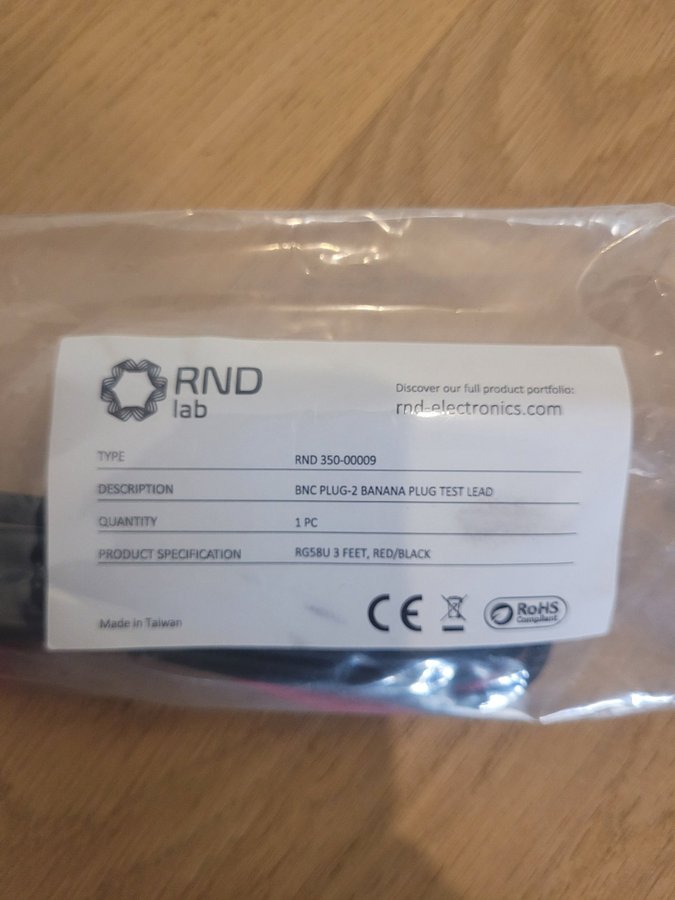 RND
lab
Discover our full product portfolio:
rnd-electronics.com
TYPE RND 350-00009
DESCRIPTION BNC PLUG-2 BANANA PLUG TEST LEAD
QUANTITY 1 PC
PRODUCT SPECIFICATION RG58U 3 FEET, RED/BLACK
Made in Taiwan
CE
RoHS
Compliant